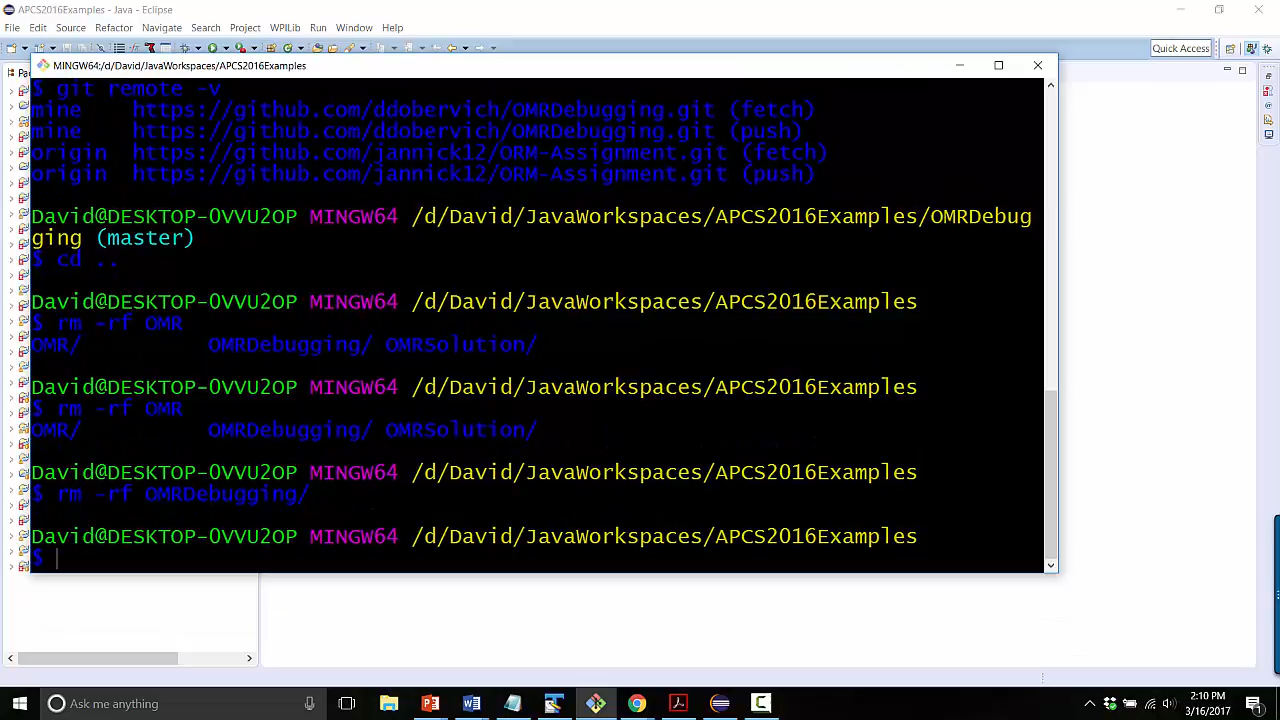 APCS2016Examples - Java - Eclipse
File Edit Source Refactor Navigate Search Project WPILib Run Window Help
Quick Access
MINGW64:/d/David/JavaWorkspaces/APCS2016Examples
$ git remote -v
mine https://github.com/ddobervich/OMRDebugging.git (fetch)
mine https://github.com/ddobervich/OMRDebugging.git (push)
origin https://github.com/jannick12/ORM-Assignment.git (fetch)
origin https://github.com/jannick12/ORM-Assignment.git (push)
David@DESKTOP-0VVU2OP MINGW64 /d/David/JavaWorkspaces/APCS2016Examples/OMRDebug
ging (master)
$ cd ..
David@DESKTOP-0VVU2OP MINGW64 /d/David/JavaWorkspaces/APCS2016Examples
$ rm -rf OMR
OMR/ OMRDebugging/ OMRSolution/
David@DESKTOP-0VVU2OP MINGW64 /d/David/JavaWorkspaces/APCS2016Examples
$ rm -rf OMR
OMR/ OMRDebugging/ OMRSolution/
David@DESKTOP-0VVU2OP MINGW64 /d/David/JavaWorkspaces/APCS2016Examples
$ rm -rf OMRDebugging/
David@DESKTOP-0VVU2OP MINGW64 /d/David/JavaWorkspaces/APCS2016Examples
$
Ask me anything
2:10 PM
3/16/2017